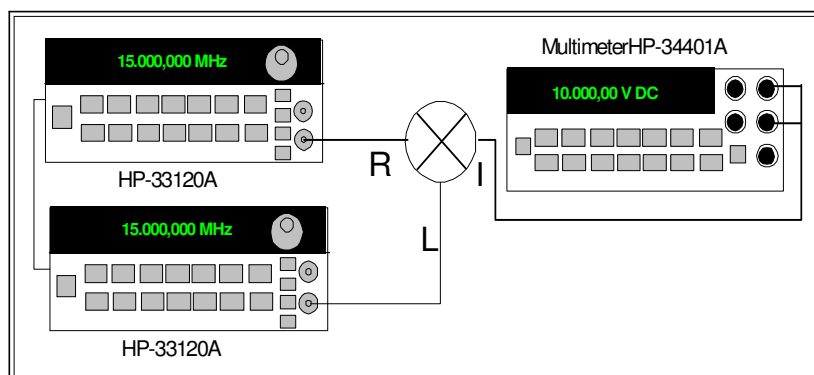 MultimeterHP-34401A
15.000,000 MHz
10.000,00 V DC
HP-33120A
R
I
15.000,000 MHz
L
HP-33120A